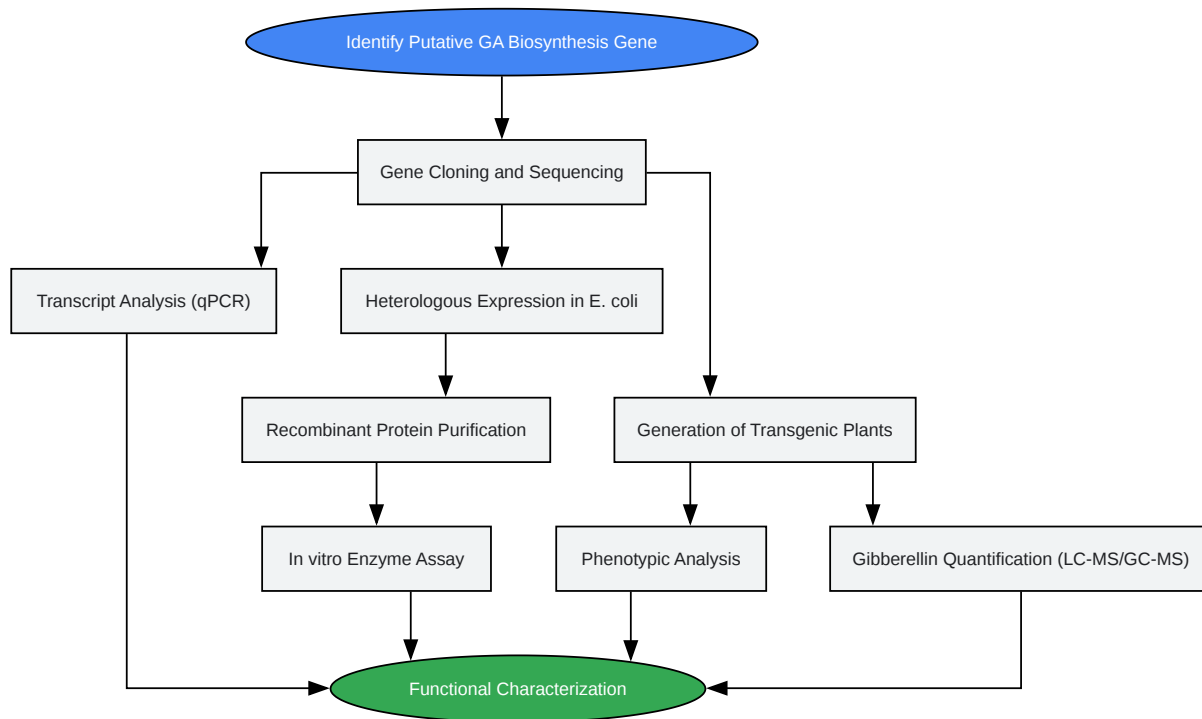 Identify Putative GA Biosynthesis Gene
Gene Cloning and Sequencing
Transcript Analysis (qPCR)
Heterologous Expression in E. coli
Recombinant Protein Purification
Generation of Transgenic Plants
In vitro Enzyme Assay
Phenotypic Analysis
Gibberellin Quantification (LC-MS/GC-MS)
Functional Characterization